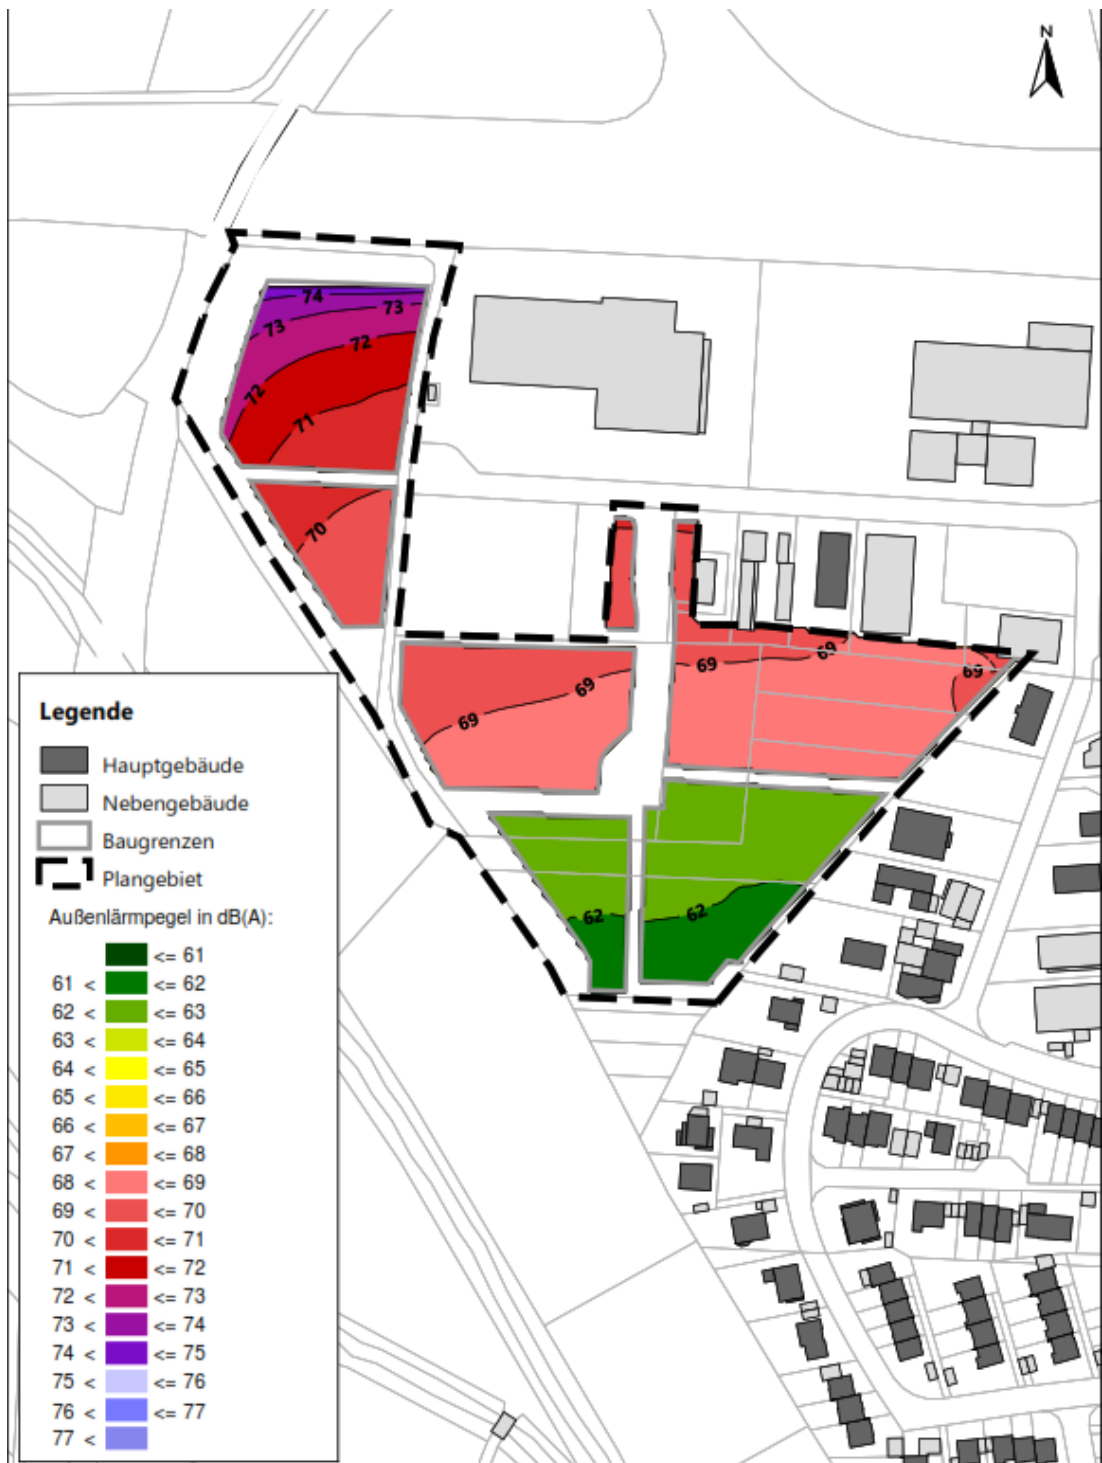 N
74
73
73
72
72
71
70
69
69
69
69
69
62
62
Legende
Hauptgebäude
Nebengebäude
Baugrenzen
Plangebiet
Außenlärmpegel in dB(A):
<= 61
61 < <= 62
62 < <= 63
63 < <= 64
64 < <= 65
65 < <= 66
66 < <= 67
67 < <= 68
68 < <= 69
69 < <= 70
70 < <= 71
71 < <= 72
72 < <= 73
73 < <= 74
74 < <= 75
75 < <= 76
76 < <= 77
77 <